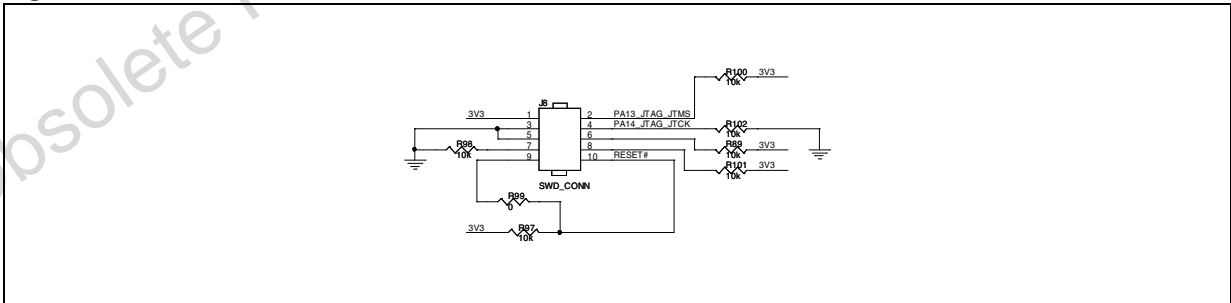 bsolete
R100
3V3
10k
J8
3V3
1
2
PA13_JTAG_JTMS
3
4
PA14_JTAG_JTCK
R102
10k
5
6
R98
10k
7
8
R89
3V3
10k
9
10
RESET#
R101
3V3
10k
SWD_CONN
R99
0
3V3
R97
10k